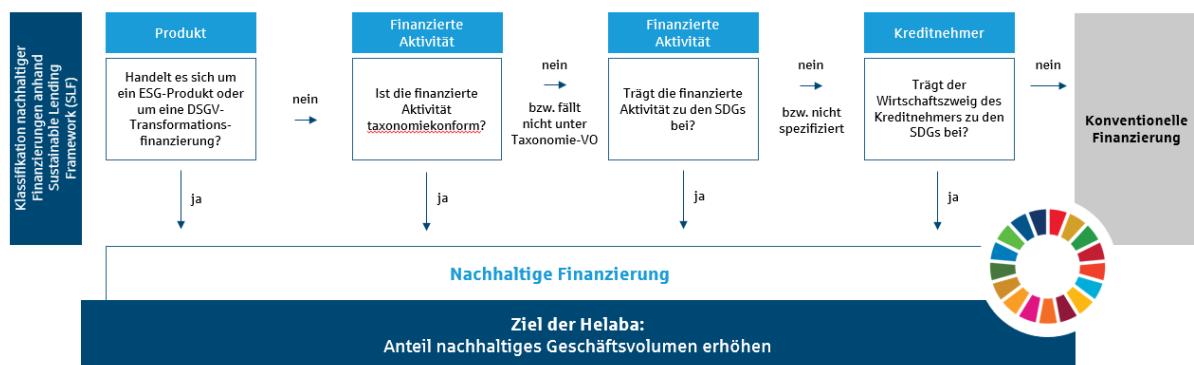 Klassifikation nachhaltiger
Finanzierungen anhand
Sustainable Lending
Framework (SLF)
Produkt
Handelt es sich um
ein ESG-Produkt oder
um eine DSGV-
Transformations-
finanzierung?
nein
ja
Finanzierte
Aktivität
Ist die finanzierte
Aktivität
taxonomiekonform?
nein
bzw. fällt
nicht unter
Taxonomie-VO
ja
Finanzierte
Aktivität
Trägt die finanzierte
Aktivität zu den SDGs
bei?
nein
bzw. nicht
spezifiziert
ja
Kreditnehmer
Trägt der
Wirtschaftszweig des
Kreditnehmers zu den
SDGs bei?
nein
ja
Konventionelle
Finanzierung
Nachhaltige Finanzierung
Ziel der Helaba:
Anteil nachhaltiges Geschäftsvolumen erhöhen